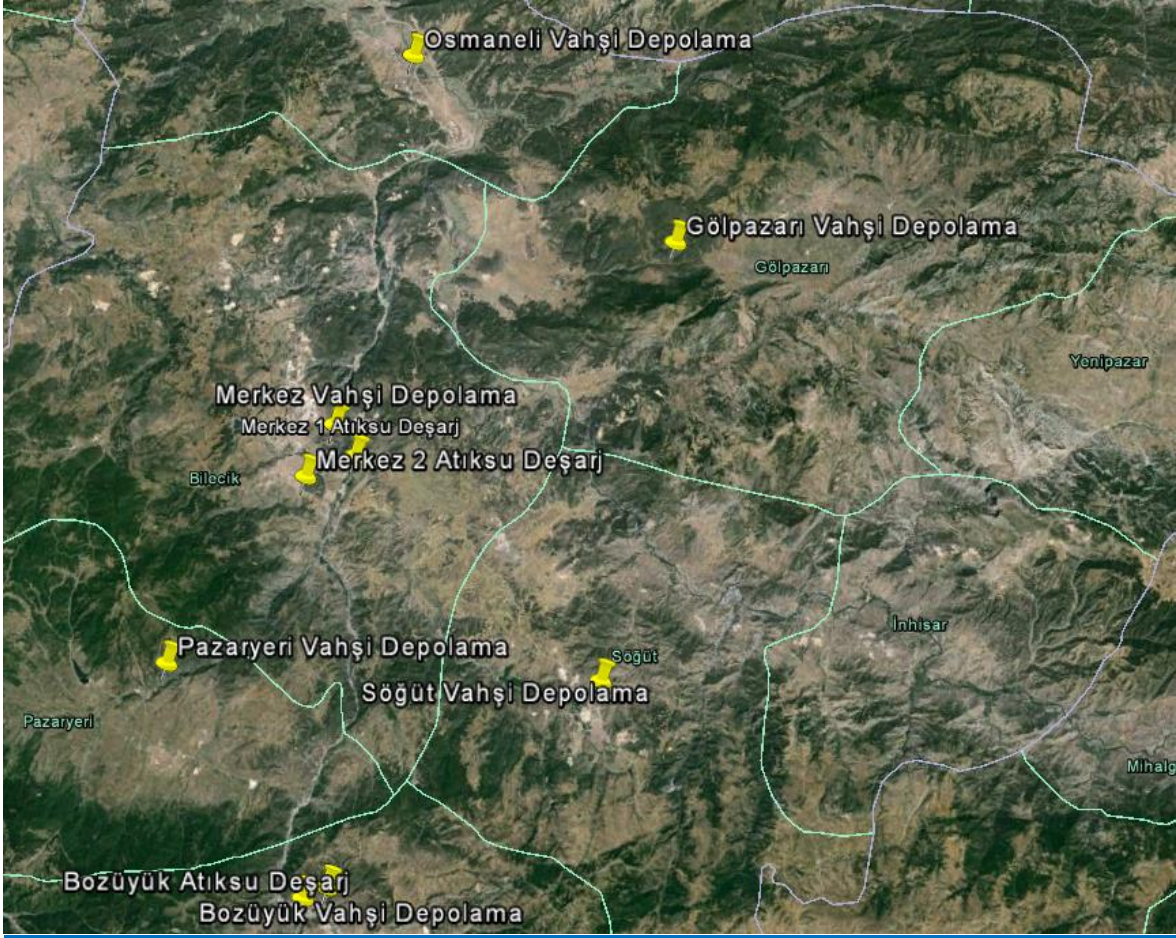 Osmaneli Vahşi Depolama
Gölpazarı Vahşi Depolama
Gölpazarı
Yenipazar
Merkez Vahşi Depolama
Merkez 1 Atıksu Deşarj
Merkez 2 Atıksu Deşarj
Bilecik
İnhisar
Pazaryeri Vahşi Depolama
Söğüt
Söğüt Vahşi Depolama
Pazaryeri
Mihalg
Bozüyük Atıksu Deşarj
Bozüyük Vahşi Depolama